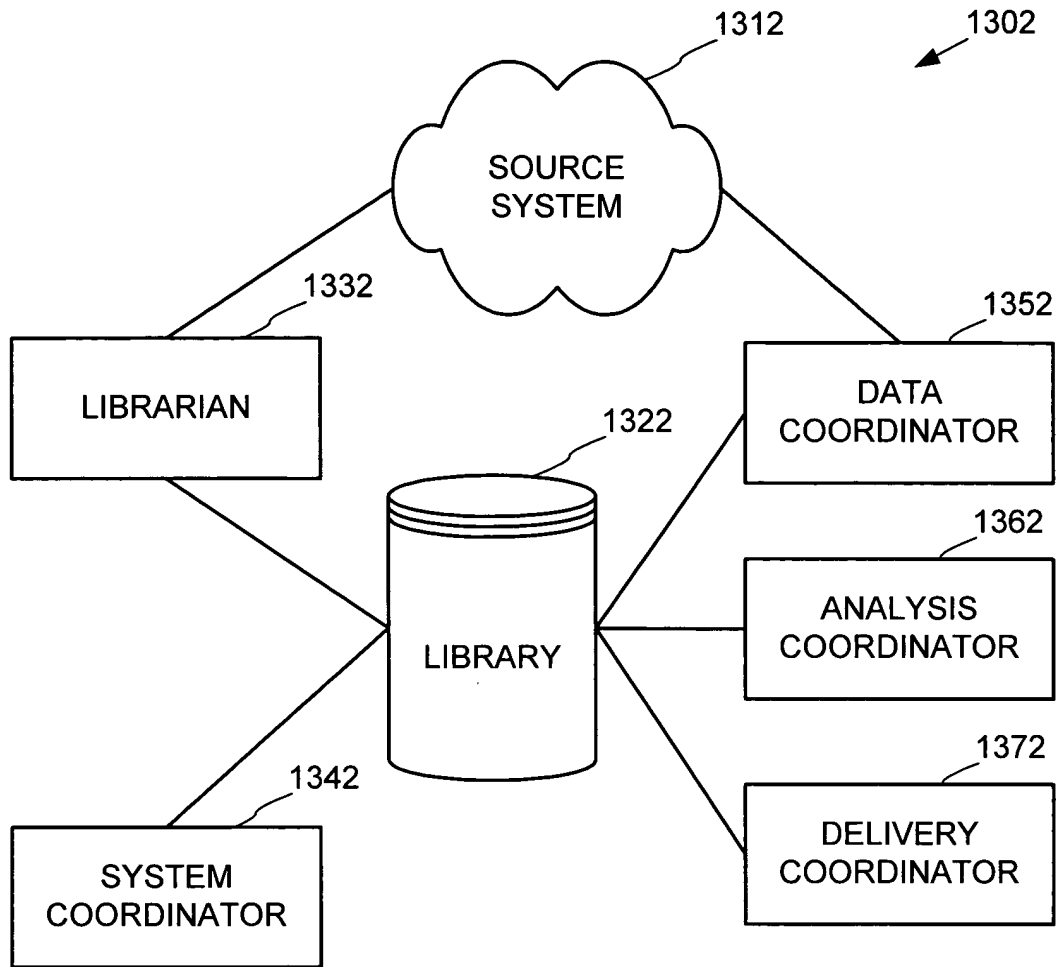 1312
1302
SOURCE
SYSTEM
1332
1352
LIBRARIAN
DATA
COORDINATOR
1322
1362
LIBRARY
ANALYSIS
COORDINATOR
1342
1372
SYSTEM
COORDINATOR
DELIVERY
COORDINATOR